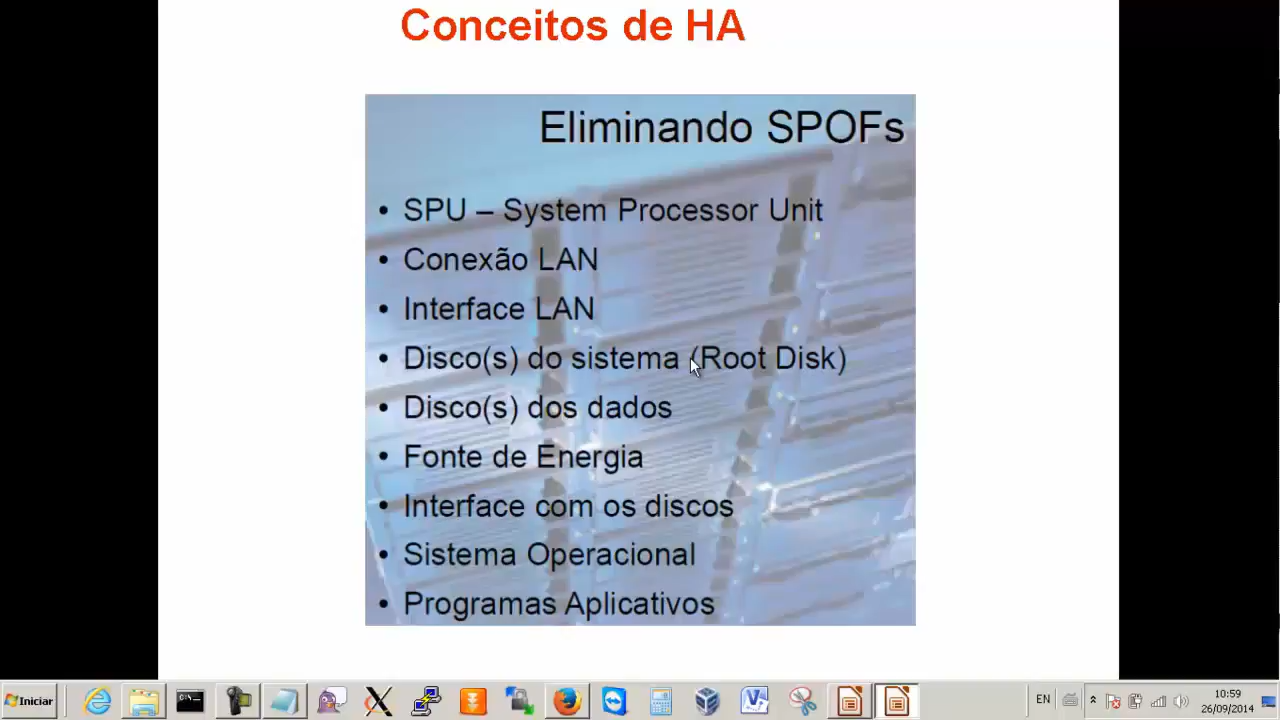 Conceitos de HA
Eliminando SPOFs
• SPU – System Processor Unit
• Conexão LAN
• Interface LAN
• Disco(s) do sistema (Root Disk)
• Disco(s) dos dados
• Fonte de Energia
• Interface com os discos
• Sistema Operacional
• Programas Aplicativos
Iniciar
EN
10:59
26/09/2014